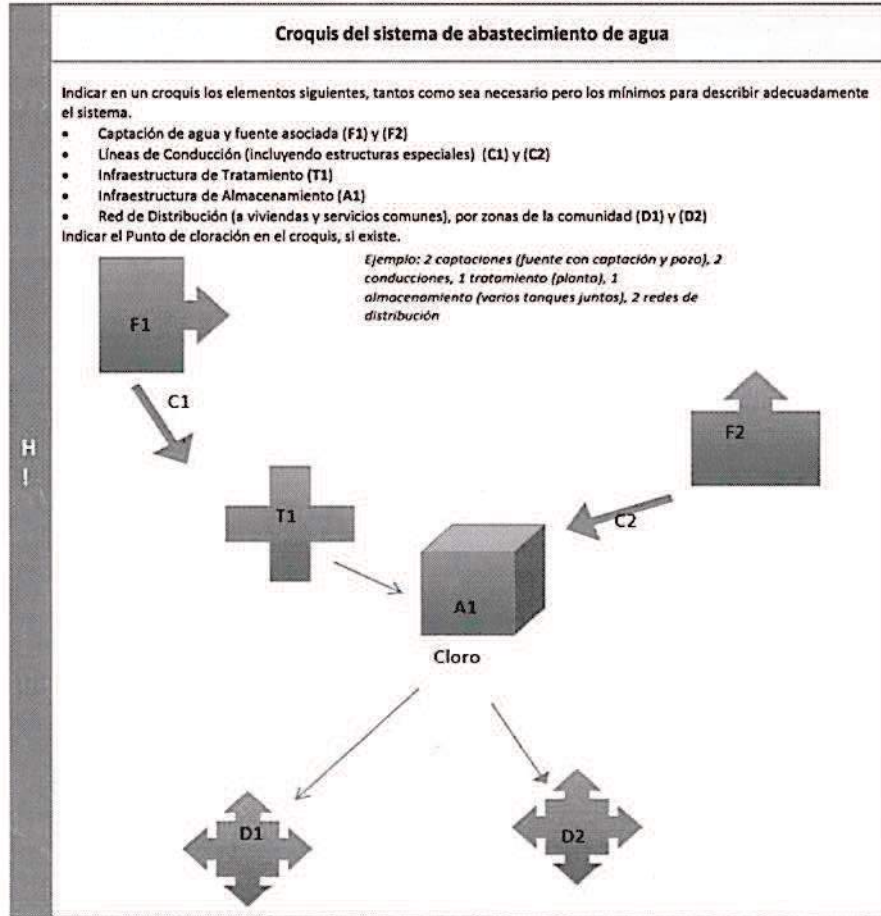 Croquis del sistema de abastecimiento de agua
Indicar en un croquis los elementos siguientes, tantos como sea necesario pero los mínimos para describir adecuadamente
el sistema.
• Captación de agua y fuente asociada (F1) y (F2)
• Líneas de Conducción (incluyendo estructuras especiales) (C1) y (C2)
• Infraestructura de Tratamiento (T1)
• Infraestructura de Almacenamiento (A1)
• Red de Distribución (a viviendas y servicios comunes), por zonas de la comunidad (D1) y (D2)
Indicar el Punto de cloración en el croquis, si existe.
Ejemplo: 2 captaciones (fuente con captación y pozo), 2
conducciones, 1 tratamiento (planta), 1
almacenamiento (varios tanques juntos), 2 redes de
distribución
F1
C1
F2
H
!
T1
C2
A1
Cloro
D1
D2